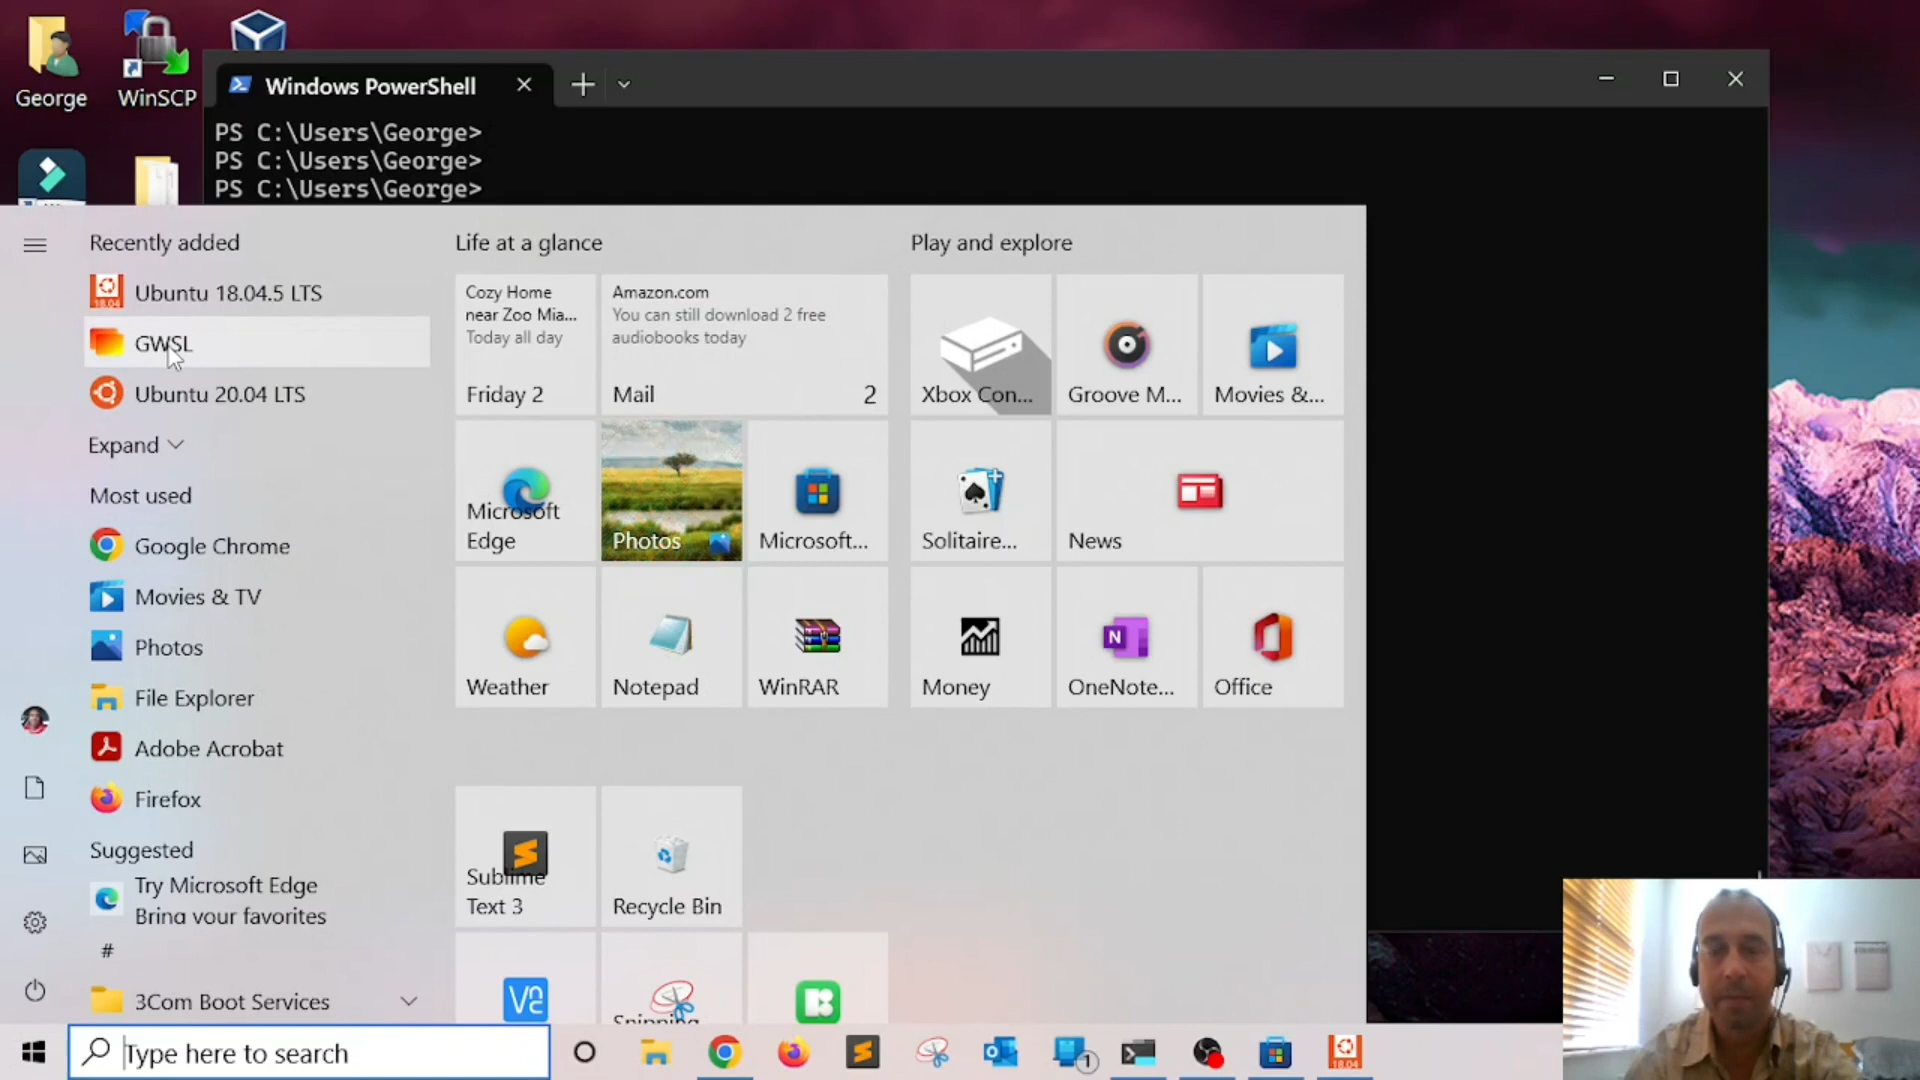 George
WinSCP
Windows PowerShell
PS C:\Users\George>
PS C:\Users\George>
PS C:\Users\George>
Recently added
Ubuntu 18.04.5 LTS
GWSL
Ubuntu 20.04 LTS
Expand
Most used
Google Chrome
Movies & TV
Photos
File Explorer
Adobe Acrobat
Firefox
Suggested
Try Microsoft Edge
Bring your favorites
#
3Com Boot Services
Life at a glance
Cozy Home
near Zoo Mia...
Today all day
Friday 2
Amazon.com
You can still download 2 free
audiobooks today
Mail 2
Microsoft
Edge
Photos
Microsoft...
Weather
Notepad
WinRAR
Sublime
Text 3
Recycle Bin
Snipping
Play and explore
Xbox Con...
Groove M...
Movies &...
Solitaire...
News
Money
OneNote...
Office
Type here to search
1
18.04